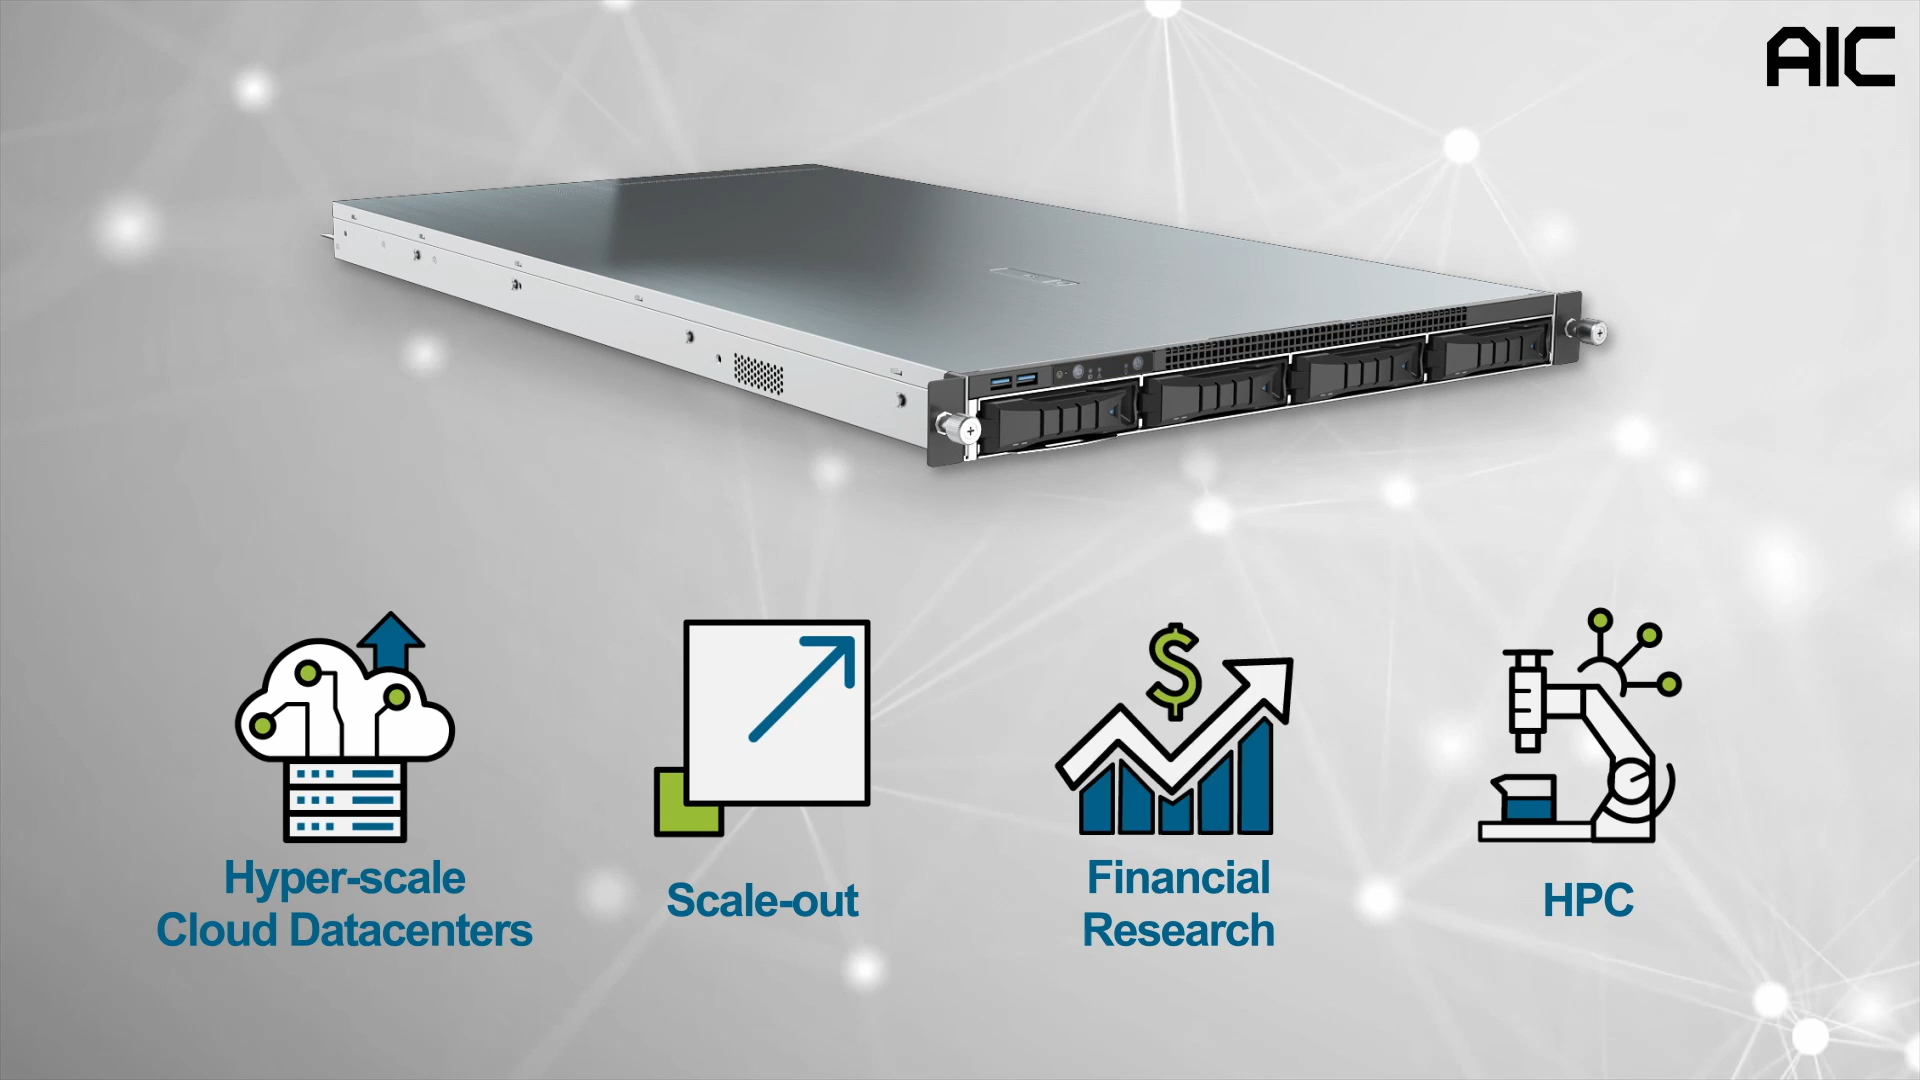 AIC
Hyper-scale
Cloud Datacenters
Scale-out
Financial
Research
HPC